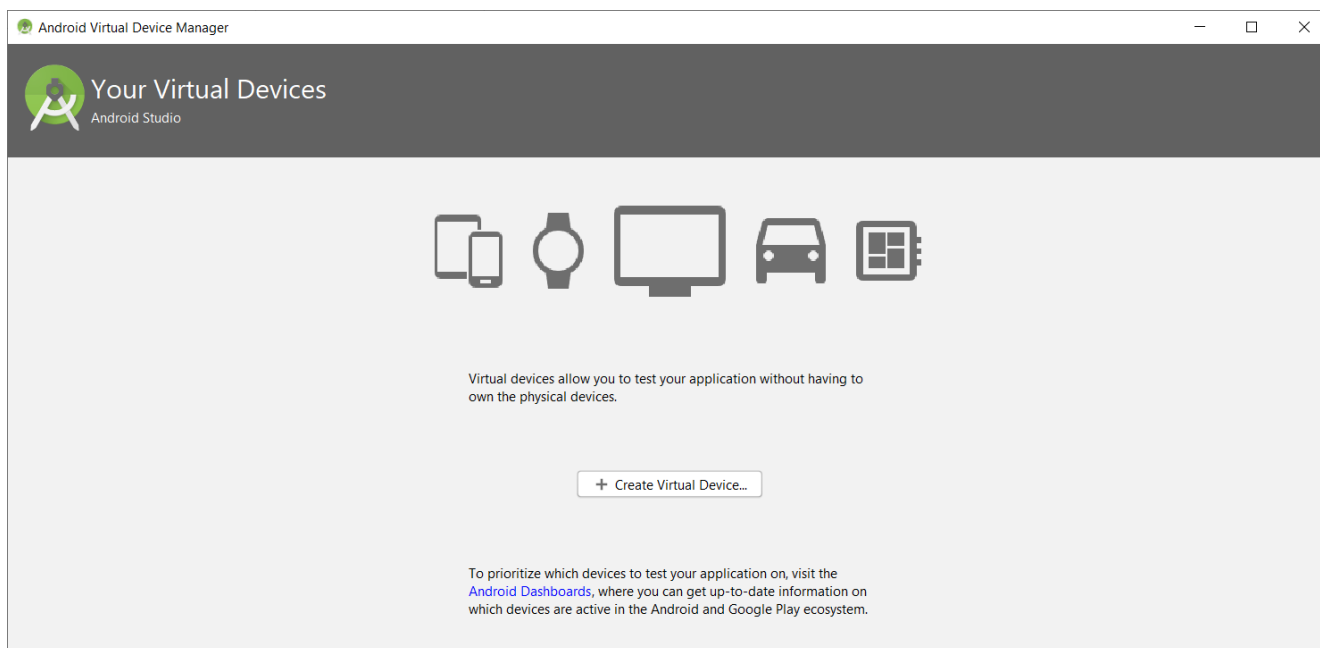 Android Virtual Device Manager
Your Virtual Devices
Android Studio
Virtual devices allow you to test your application without having to
own the physical devices.
+ Create Virtual Device...
To prioritize which devices to test your application on, visit the
Android Dashboards, where you can get up-to-date information on
which devices are active in the Android and Google Play ecosystem.